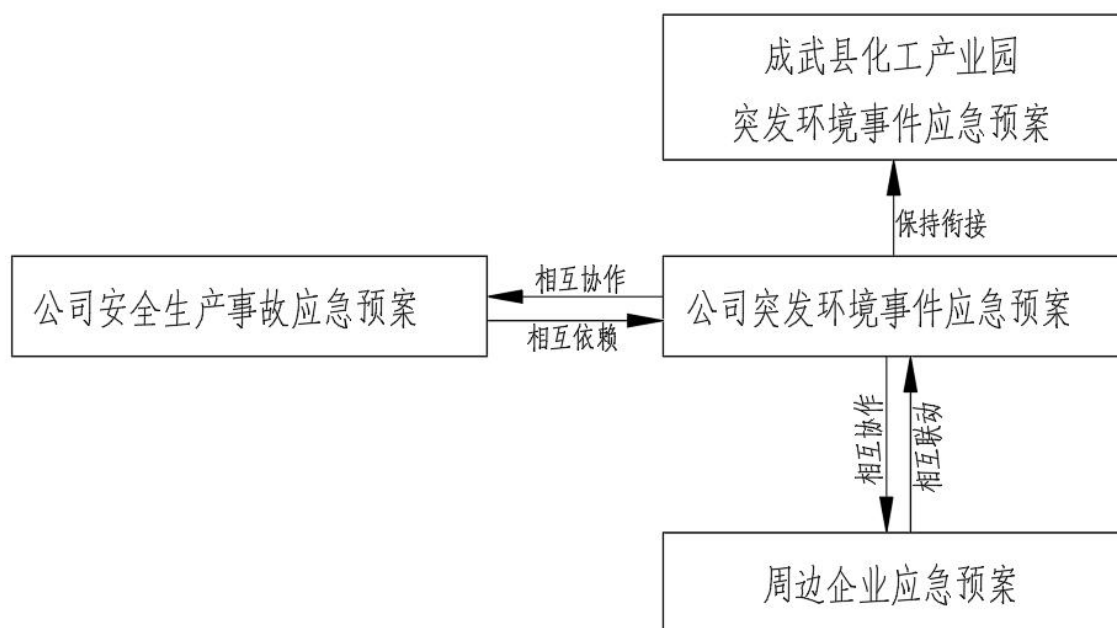 成武县化工产业园
突发环境事件应急预案
保持衔接
相互协作
公司安全生产事故应急预案
公司突发环境事件应急预案
相互依赖
相互协作
相互联动
周边企业应急预案